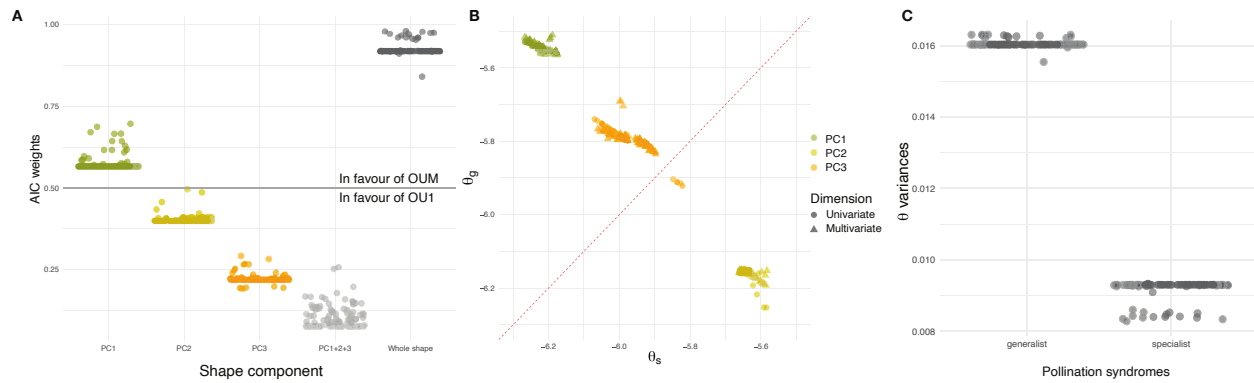 A
AIC weights
1.00
0.75
0.50
0.25
In favour of OUM
In favour of OU1
PC1
PC2
PC3
PC1+2+3
Whole shape
Shape component
B
θg
−5.6
−5.8
−6.0
−6.2
−6.2
−6.0
−5.8
−5.6
θs
PC1
PC2
PC3
Dimension
Univariate
Multivariate
C
θ variances
0.016
0.014
0.012
0.010
0.008
generalist
specialist
Pollination syndromes